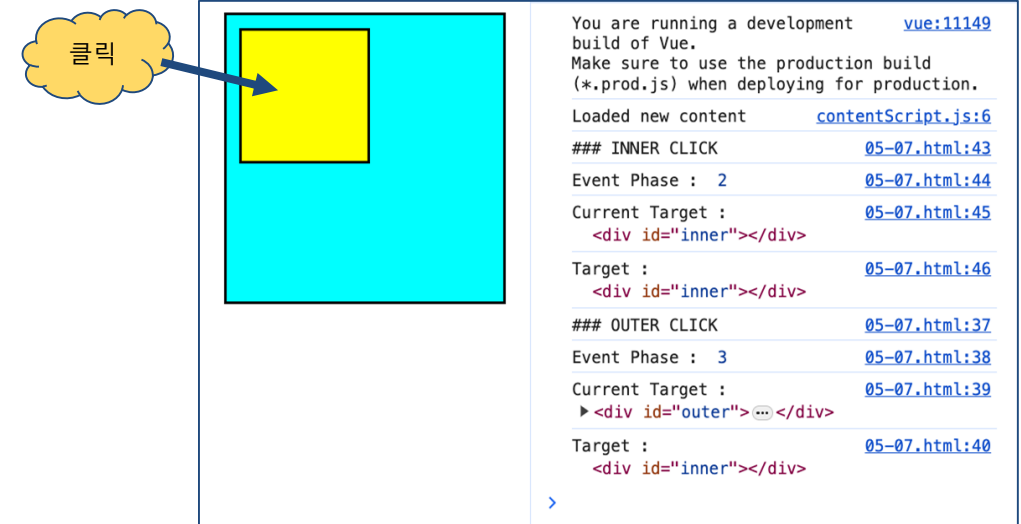 클릭
You are running a development vue:11149
build of Vue.
Make sure to use the production build
(*.prod.js) when deploying for production.
Loaded new content contentScript.js:6
### INNER CLICK 05-07.html:43
Event Phase : 2 05-07.html:44
Current Target : 05-07.html:45
<div id="inner"></div>
Target : 05-07.html:46
<div id="inner"></div>
### OUTER CLICK 05-07.html:37
Event Phase : 3 05-07.html:38
Current Target : 05-07.html:39
▶<div id="outer">⋯</div>
Target : 05-07.html:40
<div id="inner"></div>
>